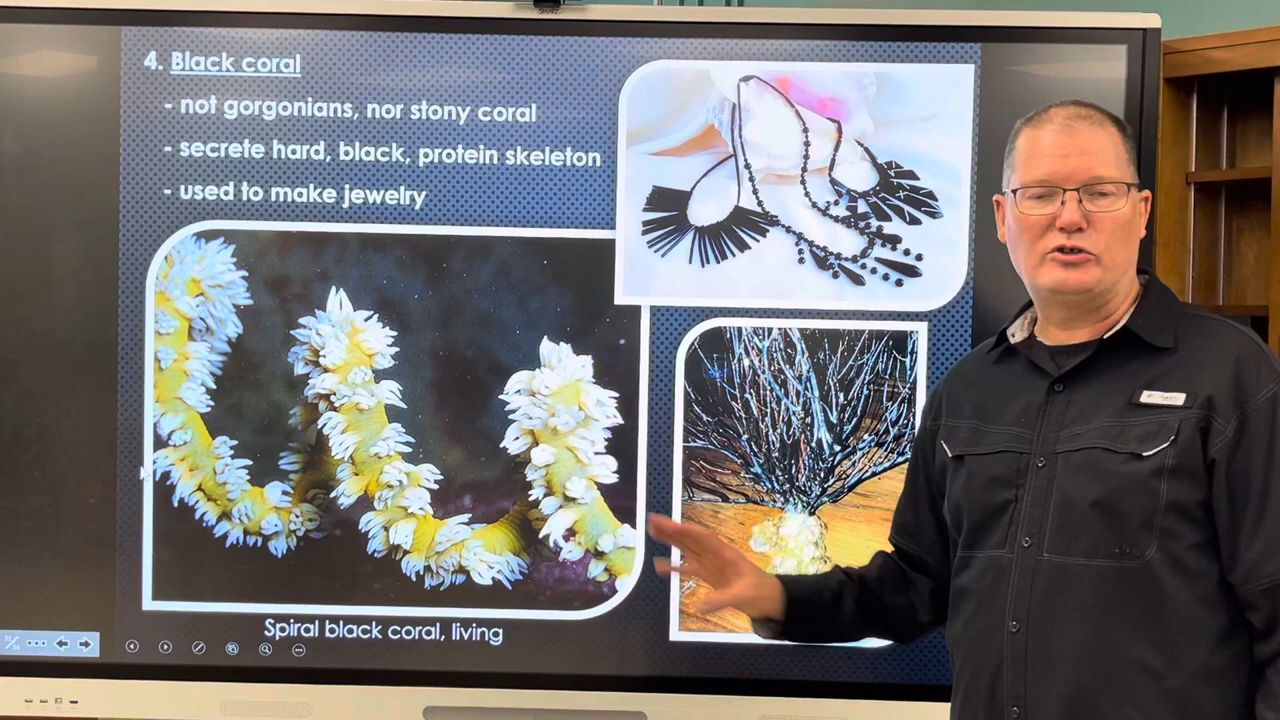 SMART
4. Black coral
- not gorgonians, nor stony coral
- secrete hard, black, protein skeleton
- used to make jewelry
Spiral black coral, living